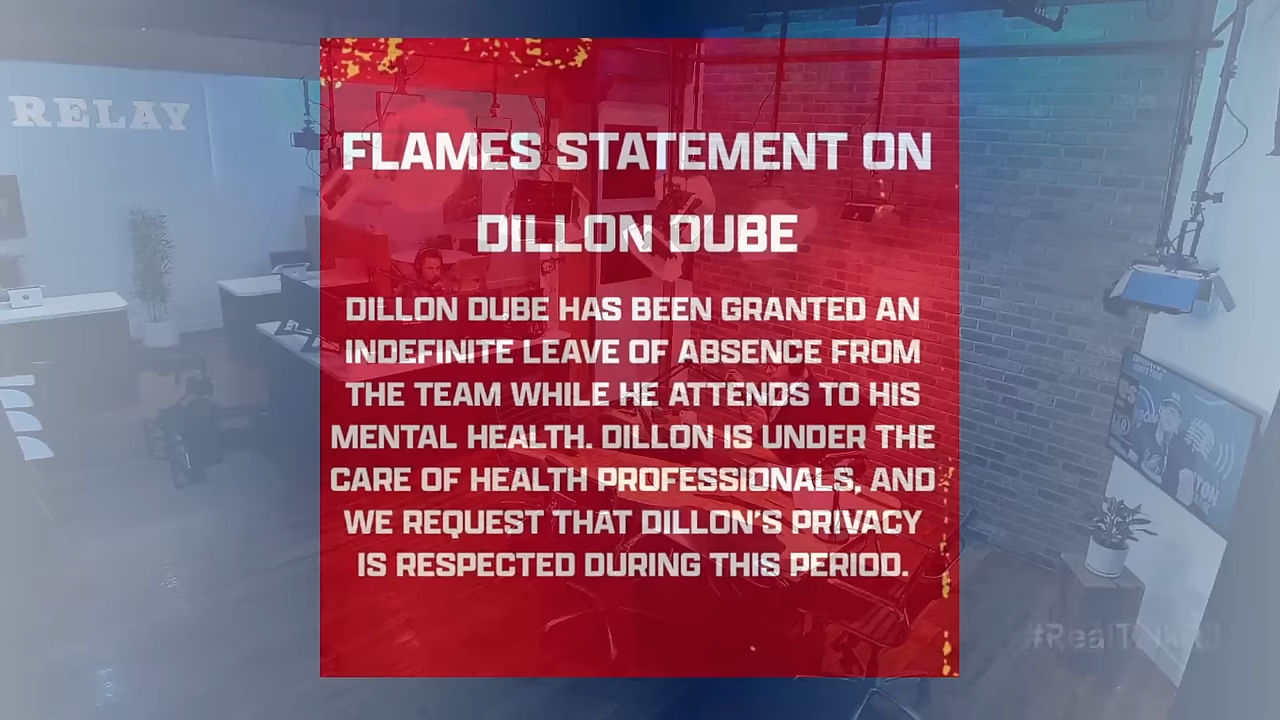 RELAY
FLAMES STATEMENT ON
DILLON DUBE
DILLON DUBE HAS BEEN GRANTED AN
INDEFINITE LEAVE OF ABSENCE FROM
THE TEAM WHILE HE ATTENDS TO HIS
MENTAL HEALTH. DILLON IS UNDER THE
CARE OF HEALTH PROFESSIONALS, AND
WE REQUEST THAT DILLON'S PRIVACY
IS RESPECTED DURING THIS PERIOD.
#RealTalkRJ